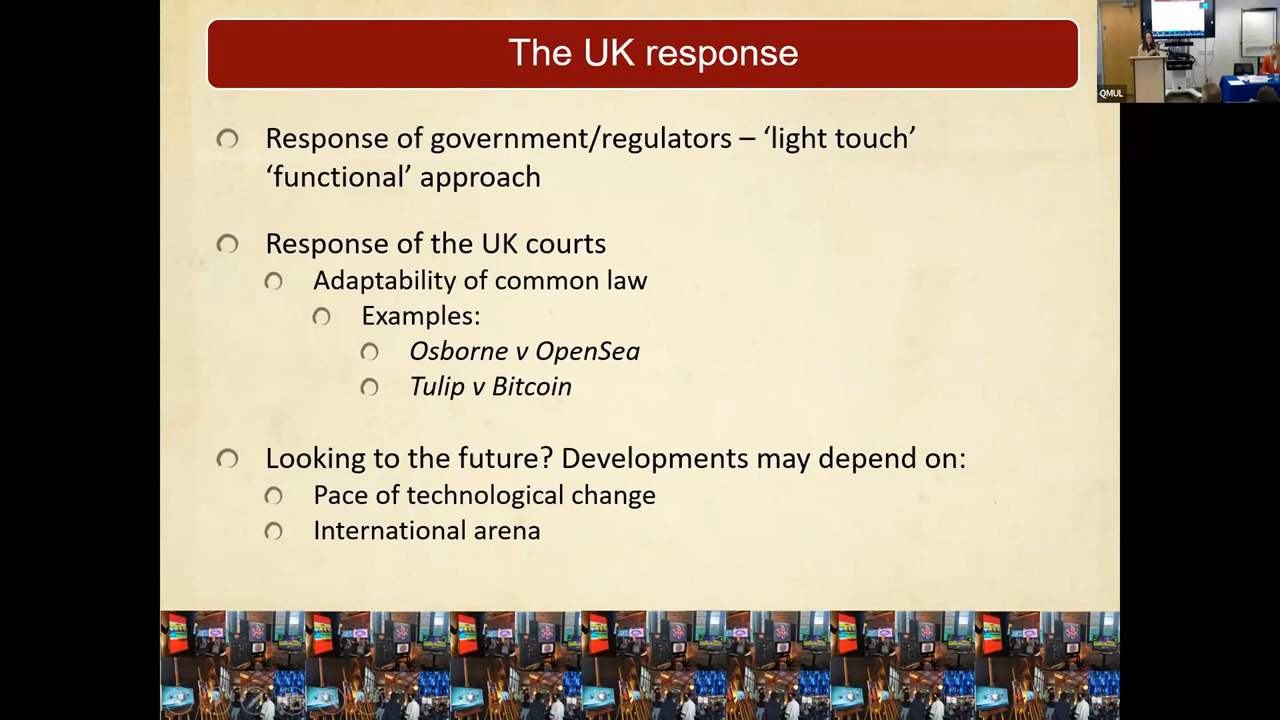 The UK response
QMUL
Response of government/regulators – ‘light touch’
‘functional’ approach
Response of the UK courts
Adaptability of common law
Examples:
Osborne v OpenSea
Tulip v Bitcoin
Looking to the future? Developments may depend on:
Pace of technological change
International arena